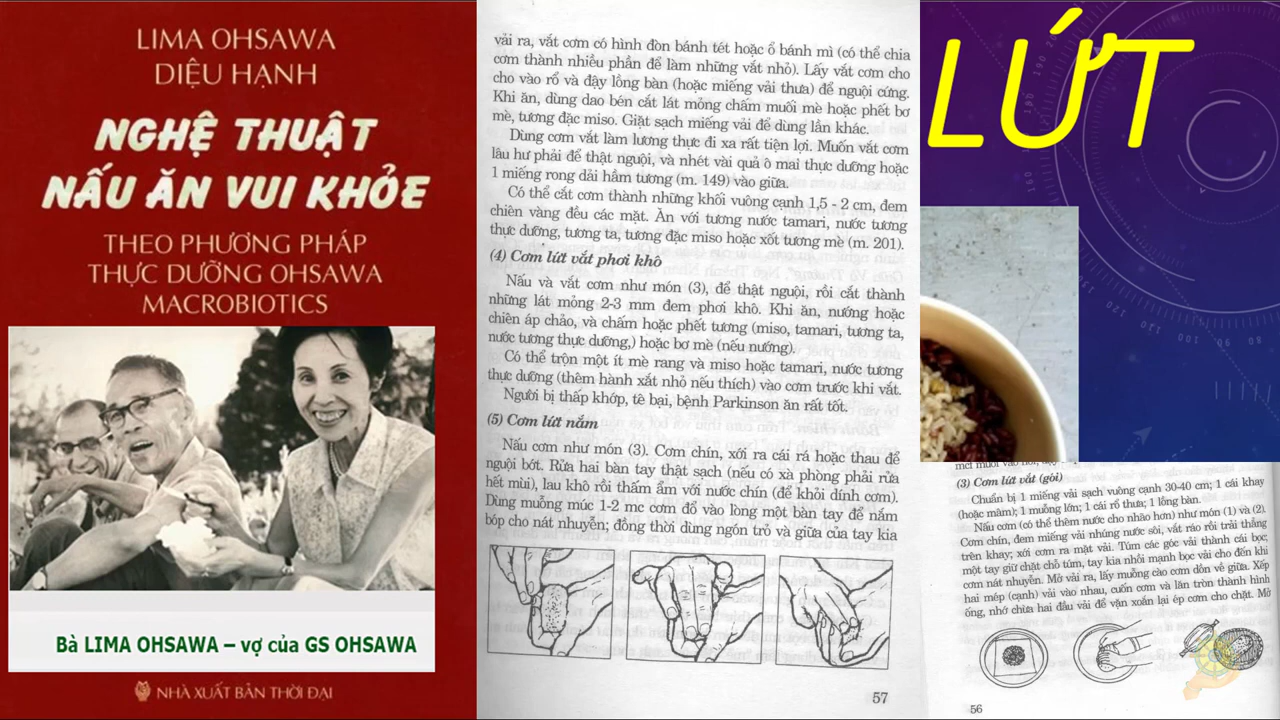 LIMA OHSAWA
DIỆU HẠNH
NGHỆ THUẬT
NẤU ĂN VUI KHỎE
THEO PHƯƠNG PHÁP
THỰC DƯỠNG OHSAWA
MACROBIOTICS
Bà LIMA OHSAWA – vợ của GS OHSAWA
NHÀ XUẤT BẢN THỜI ĐẠI
vải ra, vắt cơm có hình đòn bánh tét hoặc ổ bánh mì (có thể chia
cơm thành nhiều phần để làm những vắt nhỏ). Lấy vắt cơm cho
cho vào rổ và đậy lồng bàn (hoặc miếng vải thưa) để nguội cứng.
Khi ăn, dùng dao bén cắt lát mỏng chấm muối mè hoặc phết bơ
mè, tương đặc miso. Giặt sạch miếng vải để dùng lần khác.
Dùng cơm vắt làm lương thực đi xa rất tiện lợi. Muốn vắt cơm
lâu hư phải để thật nguội, và nhét vài quả ô mai thực dưỡng hoặc
1 miếng rong dải hầm tương (m. 149) vào giữa.
Có thể cắt cơm thành những khối vuông cạnh 1,5 - 2 cm, đem
chiên vàng đều các mặt. Ăn với tương nước tamari, nước tương
thực dưỡng, tương ta, tương đặc miso hoặc xốt tương mè (m. 201).
(4) Cơm lứt vắt phơi khô
Nấu và vắt cơm như món (3), để thật nguội, rồi cắt thành
những lát mỏng 2-3 mm đem phơi khô. Khi ăn, nướng hoặc
chiên áp chảo, và chấm hoặc phết tương (miso, tamari, tương ta,
nước tương thực dưỡng,) hoặc bơ mè (nếu nướng).
Có thể trộn một ít mè rang và miso hoặc tamari, nước tương
thực dưỡng (thêm hành xắt nhỏ nếu thích) vào cơm trước khi vắt.
Người bị thấp khớp, tê bại, bệnh Parkinson ăn rất tốt.
(5) Cơm lứt nắm
Nấu cơm như món (3). Cơm chín, xới ra cái rá hoặc thau để
nguội bớt. Rửa hai bàn tay thật sạch (nếu có xà phòng phải rửa
hết mùi), lau khô rồi thấm ẩm với nước chín (để khỏi dính cơm).
Dùng muỗng múc 1-2 mc cơm đổ vào lòng một bàn tay để nắm
bóp cho nát nhuyễn; đồng thời dùng ngón trỏ và giữa của tay kia
57
LỨT
(3) Cơm lứt vắt (gói)
Chuẩn bị 1 miếng vải sạch vuông cạnh 30-40 cm; 1 cái khay
(hoặc mâm); 1 muỗng lớn; 1 cái rổ thưa; 1 lồng bàn.
Nấu cơm (có thể thêm nước cho nhão hơn) như món (1) và (2).
Cơm chín, đem miếng vải nhúng nước sôi, vắt ráo rồi trải thẳng
trên khay; xới cơm ra mặt vải. Túm các góc vải thành cái bọc;
một tay giữ chặt chỗ túm, tay kia nhồi mạnh bọc vải cho đến khi
cơm nát nhuyễn. Mở vải ra, lấy muỗng cào cơm dồn về giữa. Xếp
hai mép (cạnh) vải vào nhau, cuốn cơm và lăn tròn thành hình
ống, nhớ chừa hai đầu vải để vặn xoắn lại ép cơm cho chặt. Mở
56